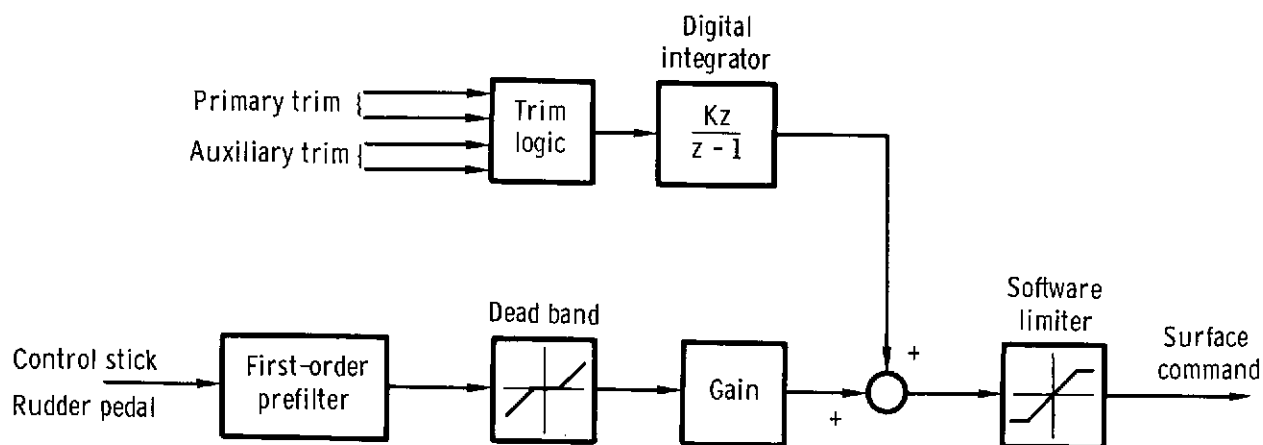 Digital
integrator
Primary trim {
Auxiliary trim {
Trim
logic
Kz
z - 1
Dead band
Software
limiter
Control stick
Rudder pedal
First-order
prefilter
Gain
+
+
Surface
command